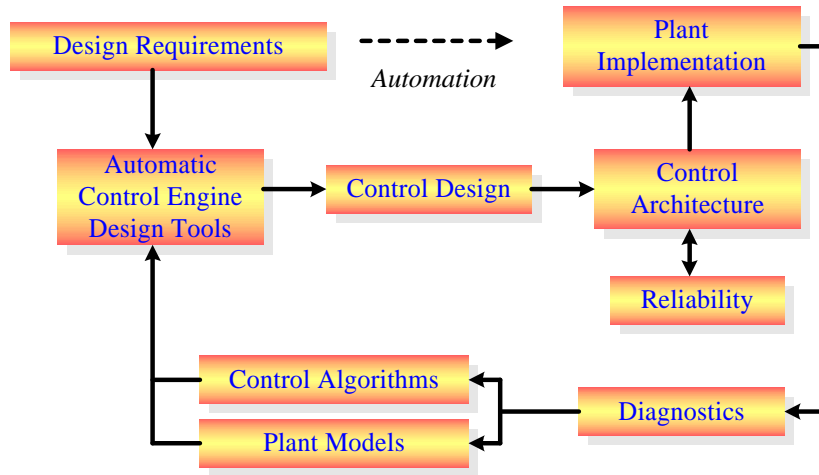 Design Requirements
Automation
Plant
Implementation
Automatic
Control Engine
Design Tools
Control Design
Control
Architecture
Reliability
Control Algorithms
Diagnostics
Plant Models